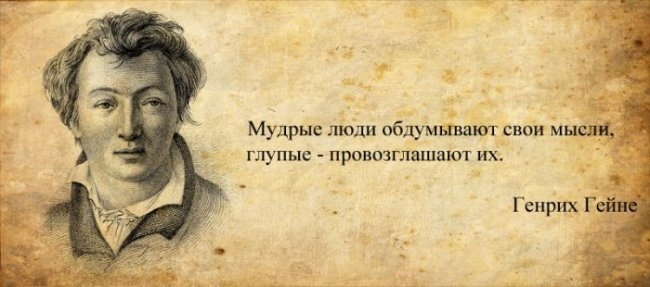 Мудрые люди обдумывают свои мысли,
глупые - провозглашают их.
Генрих Гейне